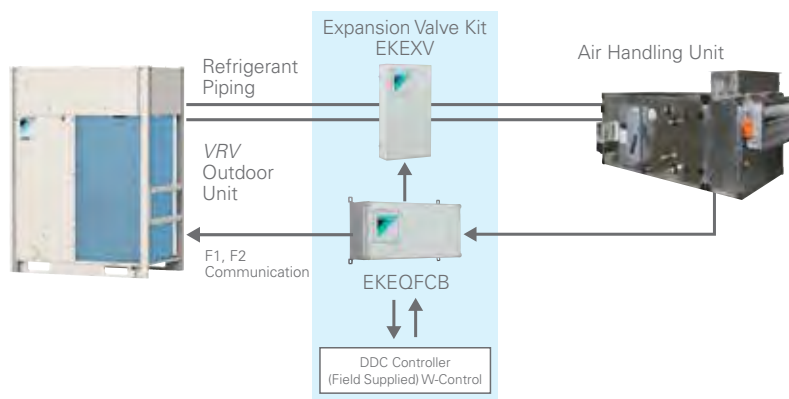 Expansion Valve Kit
EKEXV
Air Handling Unit
Refrigerant
Piping
VRV
Outdoor
Unit
F1, F2
Communication
EKEQFCB
DDC Controller
(Field Supplied) W-Control